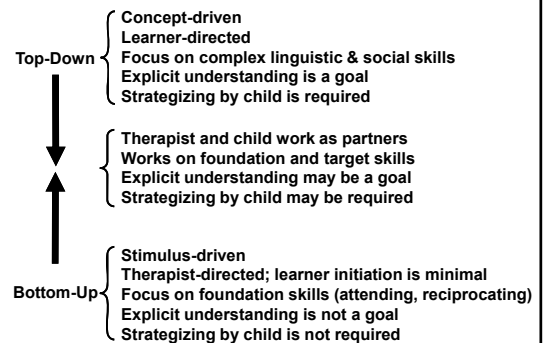 Concept-driven
Learner-directed
Top-Down
Focus on complex linguistic & social skills
Explicit understanding is a goal
Strategizing by child is required
Therapist and child work as partners
Works on foundation and target skills
Explicit understanding may be a goal
Strategizing by child may be required
Stimulus-driven
Therapist-directed; learner initiation is minimal
Bottom-Up
Focus on foundation skills (attending, reciprocating)
Explicit understanding is not a goal
Strategizing by child is not required